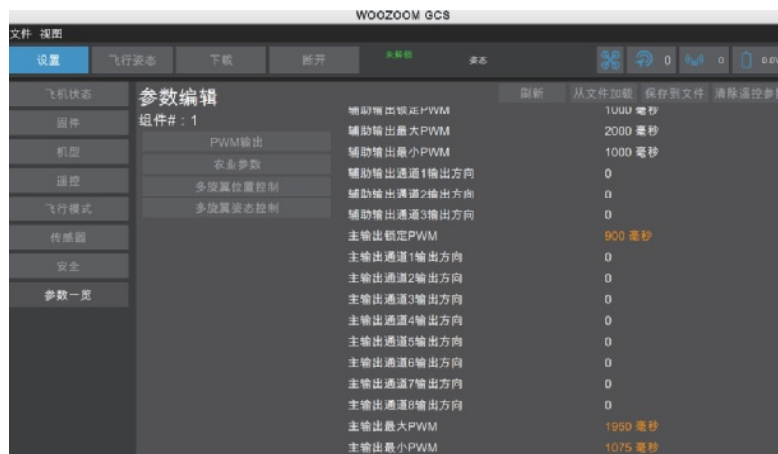 WOOZOOM GCS
文件 视图
设置 飞行姿态 下载 断开 未解锁 姿态 0 0 0.0V
飞机状态
固件
机型
遥控
飞行模式
传感器
安全
参数一览
参数编辑
组件#:1
PWM输出
农业参数
多旋翼位置控制
多旋翼姿态控制
刷新 从文件加载 保存到文件 清除遥控参
辅助输出锁定PWM 1000 毫秒
辅助输出最大PWM 2000 毫秒
辅助输出最小PWM 1000 毫秒
辅助输出通道1输出方向 0
辅助输出通道2输出方向 0
辅助输出通道3输出方向 0
主输出锁定PWM 900 毫秒
主输出通道1输出方向 0
主输出通道2输出方向 0
主输出通道3输出方向 0
主输出通道4输出方向 0
主输出通道5输出方向 0
主输出通道6输出方向 0
主输出通道7输出方向 0
主输出通道8输出方向 0
主输出最大PWM 1950 毫秒
主输出最小PWM 1075 毫秒